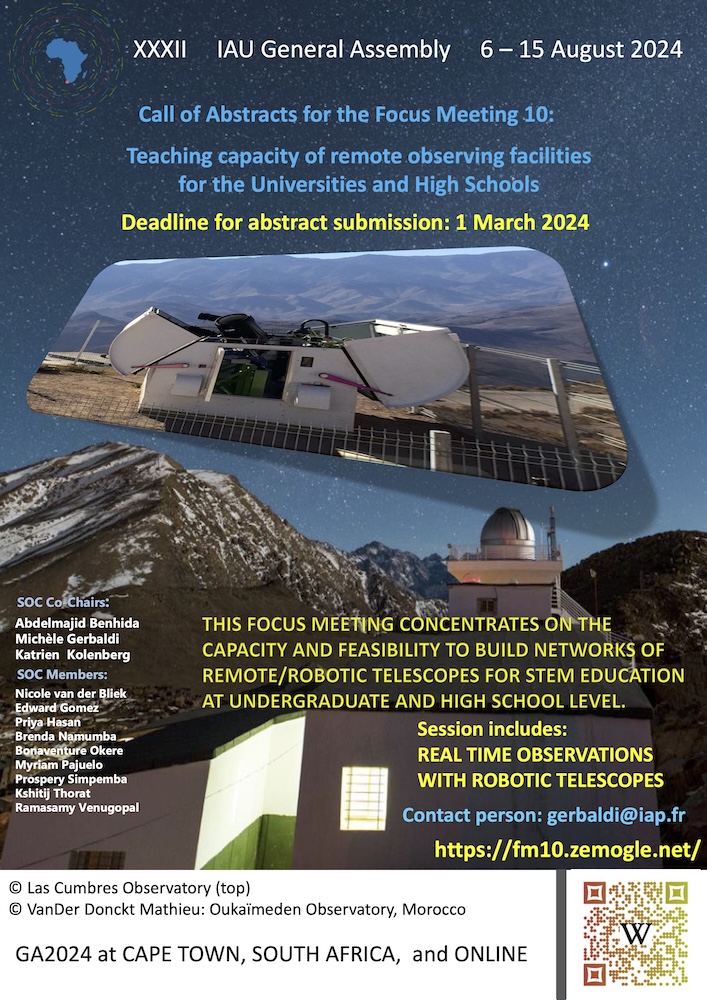 XXXII IAU General Assembly 6 – 15 August 2024
Call of Abstracts for the Focus Meeting 10:
Teaching capacity of remote observing facilities
for the Universities and High Schools
Deadline for abstract submission: 1 March 2024
SOC Co-Chairs:
Abdelmajid Benhida
Michèle Gerbaldi
Katrien Kolenberg
SOC Members:
Nicole van der Bliek
Edward Gomez
Priya Hasan
Brenda Namumba
Bonaventure Okere
Myriam Pajuelo
Prospery Simpemba
Kshitij Thorat
Ramasamy Venugopal
THIS FOCUS MEETING CONCENTRATES ON THE
CAPACITY AND FEASIBILITY TO BUILD NETWORKS OF
REMOTE/ROBOTIC TELESCOPES FOR STEM EDUCATION
AT UNDERGRADUATE AND HIGH SCHOOL LEVEL.
Session includes:
REAL TIME OBSERVATIONS
WITH ROBOTIC TELESCOPES
Contact person: gerbaldi@iap.fr
https://fm10.zemogle.net/
© Las Cumbres Observatory (top)
© VanDer Donckt Mathieu: Oukaïmeden Observatory, Morocco
GA2024 at CAPE TOWN, SOUTH AFRICA, and ONLINE
W